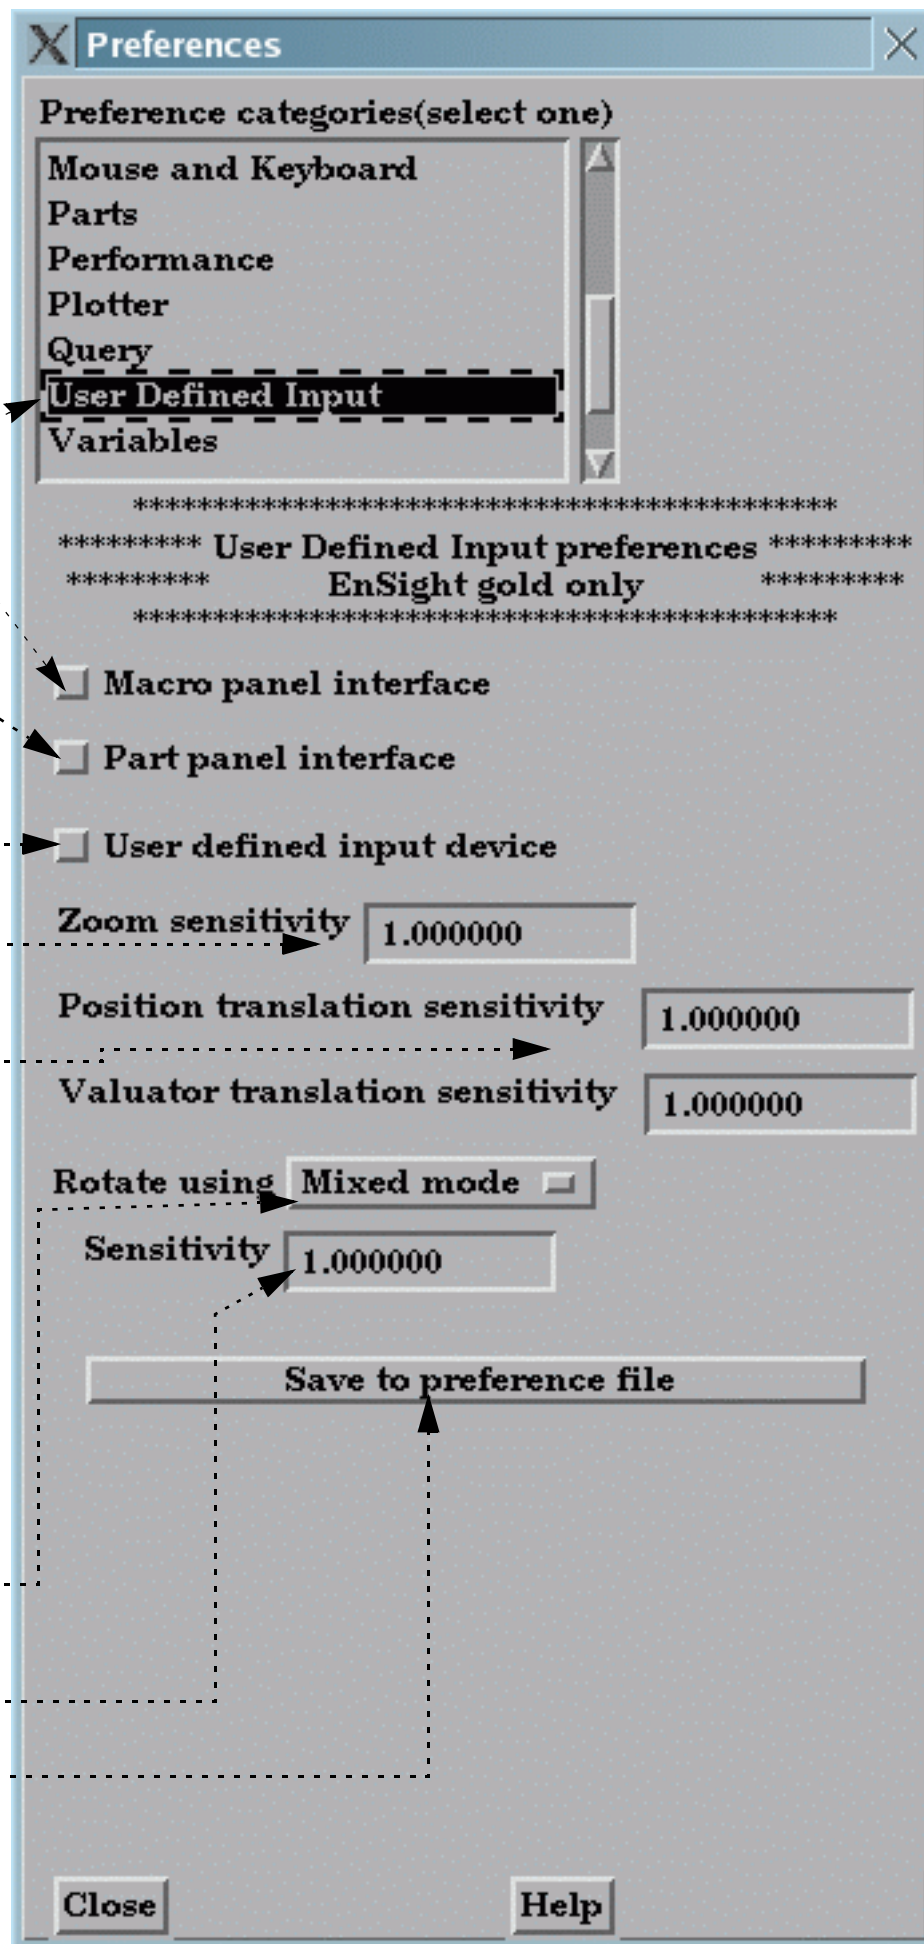 Preferences
Preference categories(select one)
Mouse and Keyboard
Parts
Performance
Plotter
Query
User Defined Input
Variables
********************************************
********* User Defined Input preferences *********
********* EnSight gold only *********
********************************************
Macro panel interface
Part panel interface
User defined input device
Zoom sensitivity 1.000000
Position translation sensitivity 1.000000
Valuator translation sensitivity 1.000000
Rotate using Mixed mode
Sensitivity 1.000000
Save to preference file
Close Help